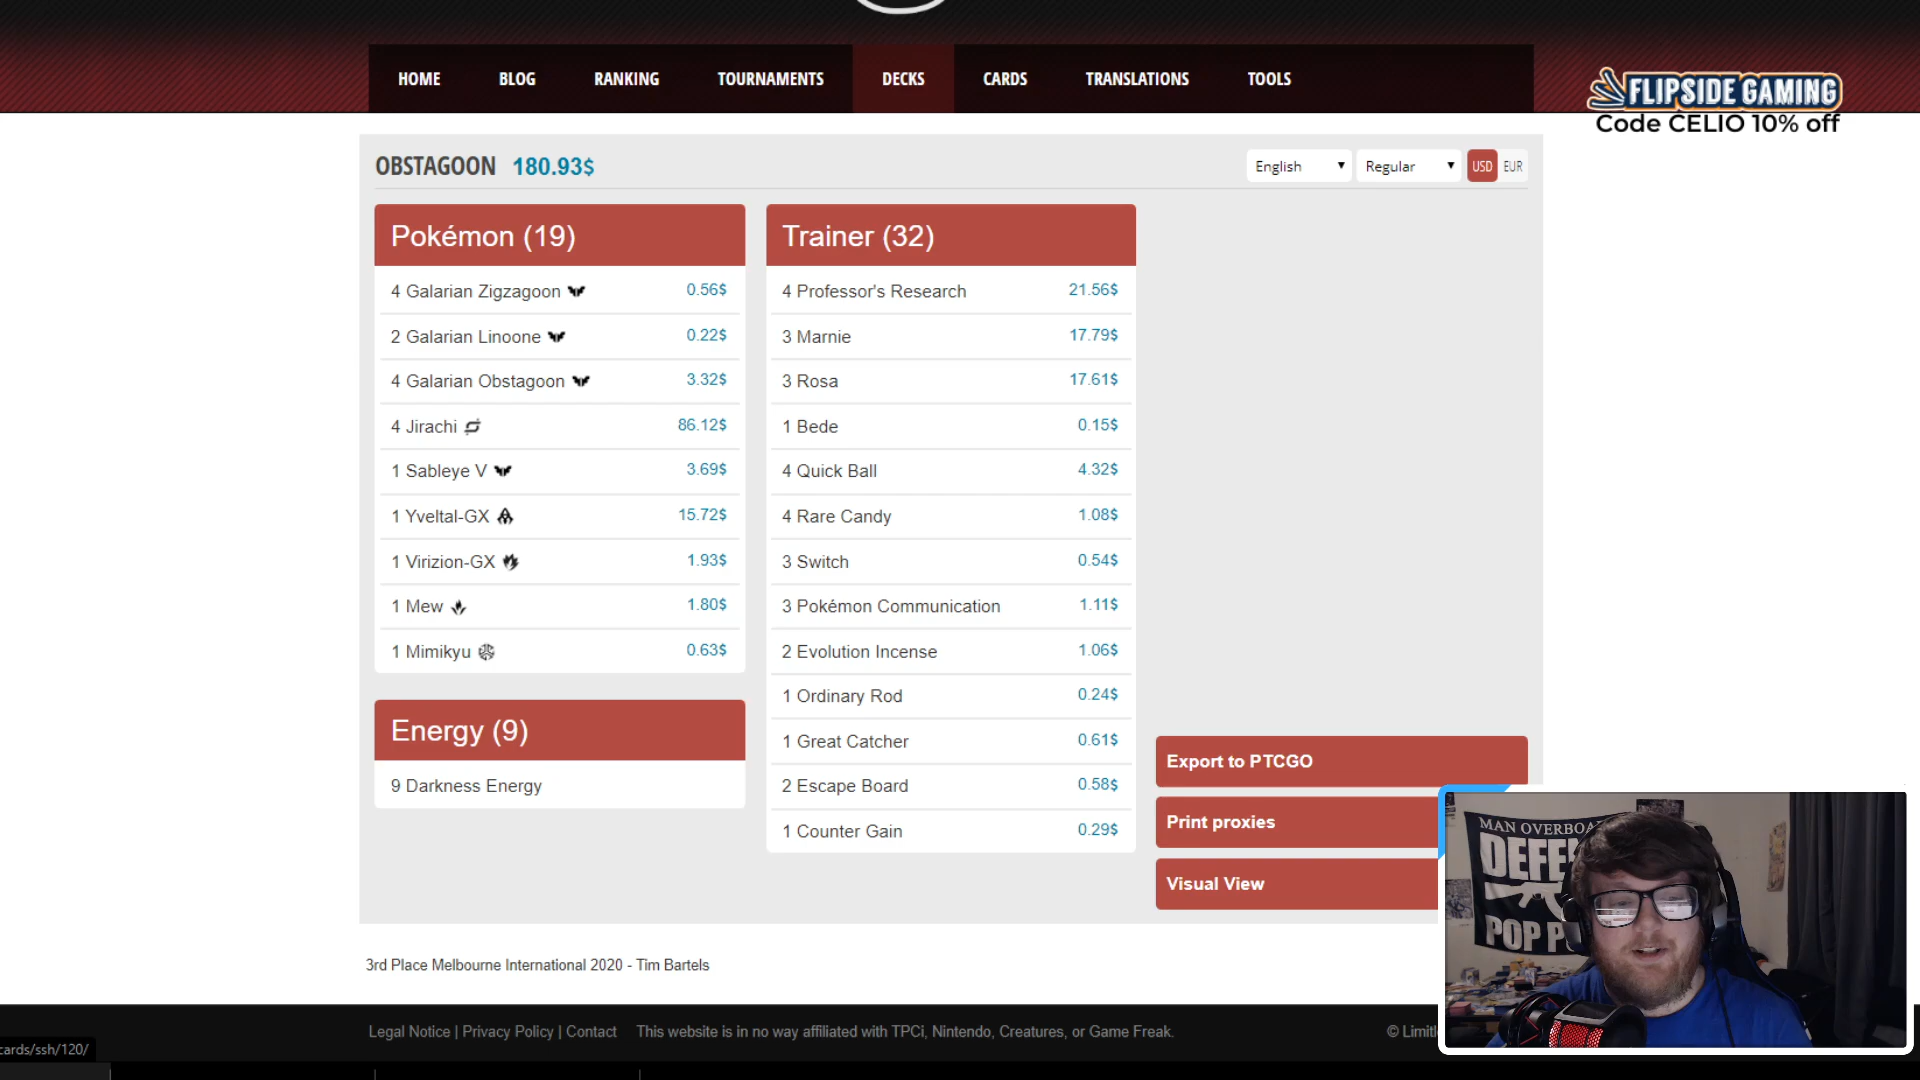 HOME BLOG RANKING TOURNAMENTS DECKS CARDS TRANSLATIONS TOOLS
FLIPSIDE GAMING
Code CELIO 10% off
OBSTAGOON 180.93$
English Regular USD EUR
Pokémon (19)
4 Galarian Zigzagoon 0.56$
2 Galarian Linoone 0.22$
4 Galarian Obstagoon 3.32$
4 Jirachi 86.12$
1 Sableye V 3.69$
1 Yveltal-GX 15.72$
1 Virizion-GX 1.93$
1 Mew 1.80$
1 Mimikyu 0.63$
Energy (9)
9 Darkness Energy
Trainer (32)
4 Professor's Research 21.56$
3 Marnie 17.79$
3 Rosa 17.61$
1 Bede 0.15$
4 Quick Ball 4.32$
4 Rare Candy 1.08$
3 Switch 0.54$
3 Pokémon Communication 1.11$
2 Evolution Incense 1.06$
1 Ordinary Rod 0.24$
1 Great Catcher 0.61$
2 Escape Board 0.58$
1 Counter Gain 0.29$
Export to PTCGO
Print proxies
Visual View
MAN OVERBOA
DEFE
POP P
3rd Place Melbourne International 2020 - Tim Bartels
Legal Notice | Privacy Policy | Contact This website is in no way affiliated with TPCi, Nintendo, Creatures, or Game Freak. © Limitl
cards/ssh/120/